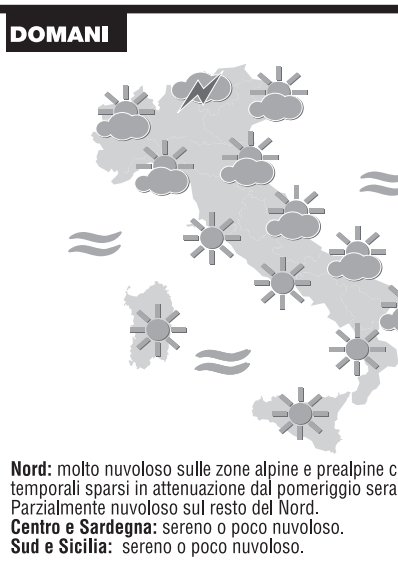 DOMANI
Nord: molto nuvoloso sulle zone alpine e prealpine c
temporali sparsi in attenuazione dal pomeriggio sera
Parzialmente nuvoloso sul resto del Nord.
Centro e Sardegna: sereno o poco nuvoloso.
Sud e Sicilia: sereno o poco nuvoloso.